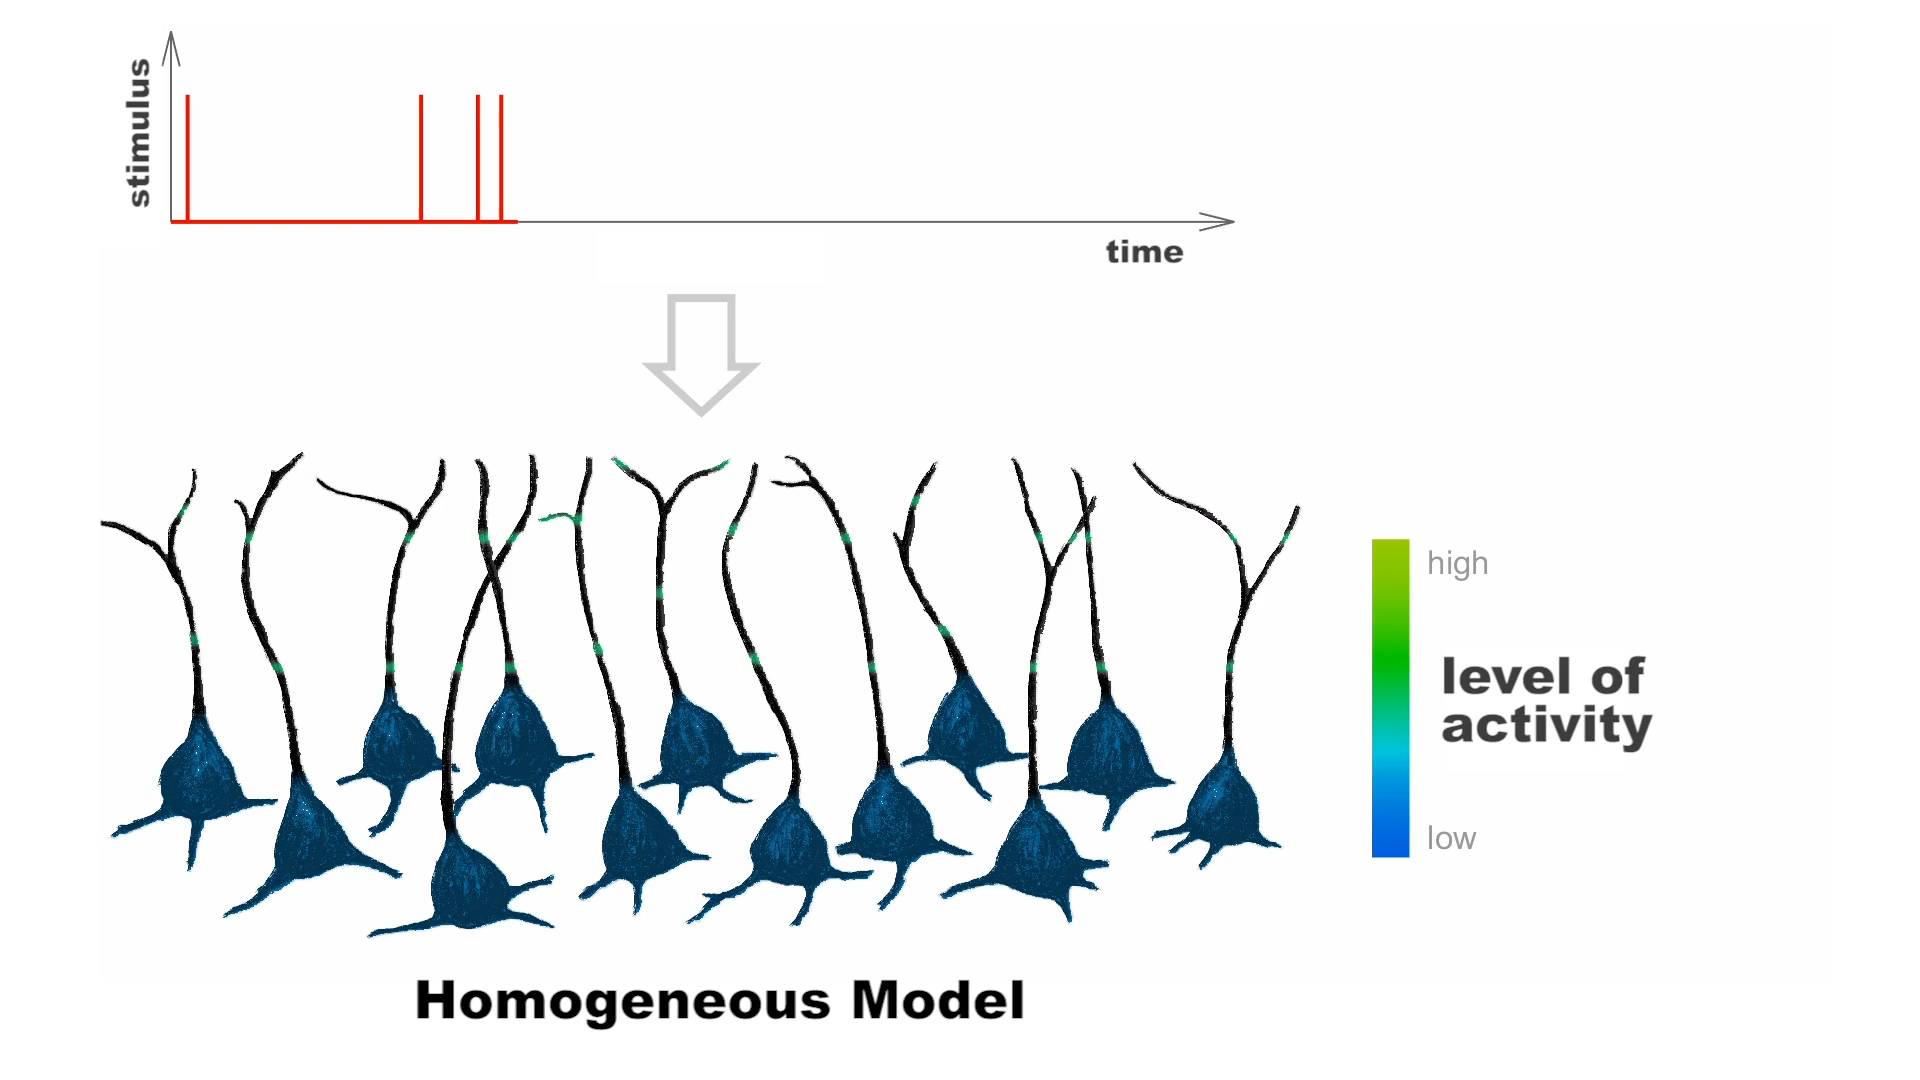 stimulus
time
high
level of
activity
low
Homogeneous Model